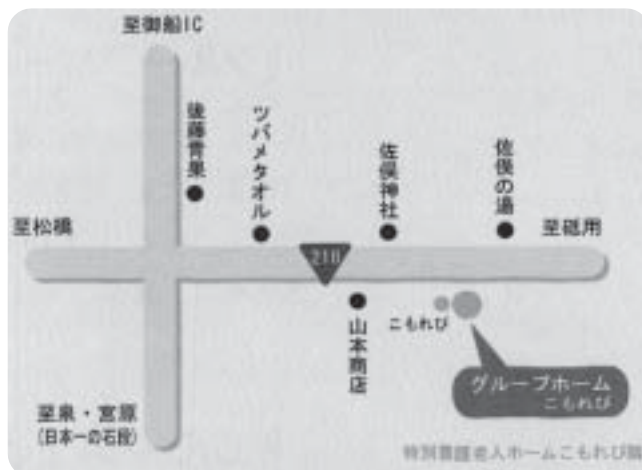 至御船IC
後藤青果
ツバメタオル
佐俣神社
佐俣の湯
至松橋
至砥用
218
山本商店
こもれび
グループホーム
こもれび
至泉・宮原
(日本一の石段)
特別養護老人ホームこもれび